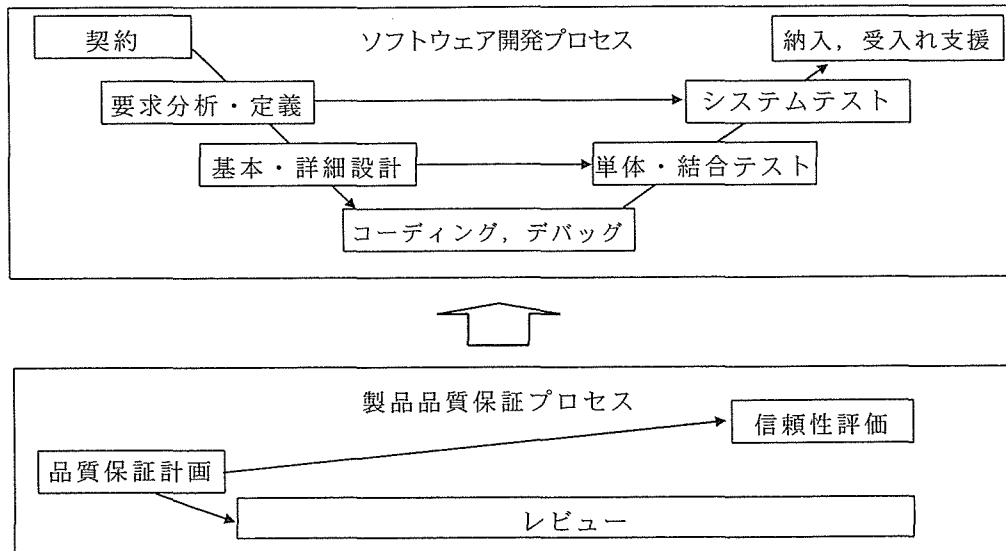 契約
ソフトウェア開発プロセス
納入，受入れ支援
要求分析・定義
システムテスト
基本・詳細設計
単体・結合テスト
コーディング，デバッグ
製品品質保証プロセス
信頼性評価
品質保証計画
レビュー